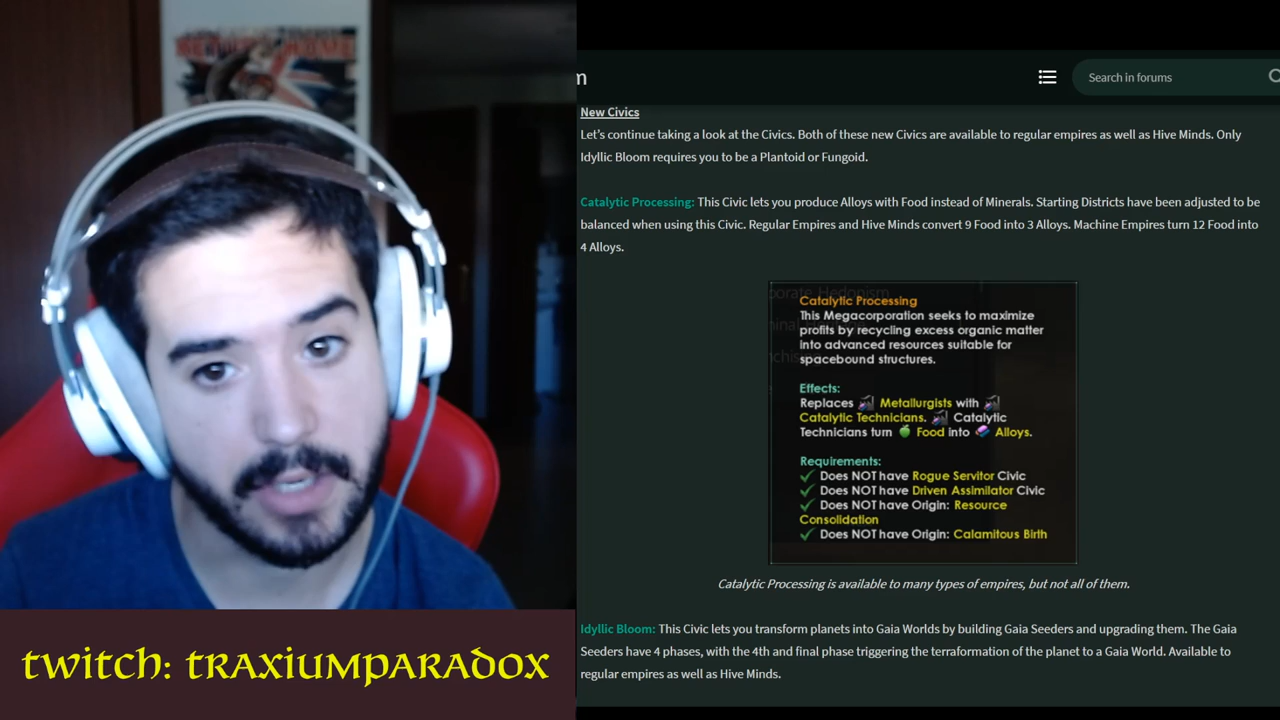 m
Search in forums
New Civics
Let's continue taking a look at the Civics. Both of these new Civics are available to regular empires as well as Hive Minds. Only
Idyllic Bloom requires you to be a Plantoid or Fungoid.
Catalytic Processing: This Civic lets you produce Alloys with Food instead of Minerals. Starting Districts have been adjusted to be
balanced when using this Civic. Regular Empires and Hive Minds convert 9 Food into 3 Alloys. Machine Empires turn 12 Food into
4 Alloys.
Catalytic Processing
This Megacorporation seeks to maximize
profits by recycling excess organic matter
into advanced resources suitable for
spacebound structures.
Effects:
Replaces Metallurgists with
Catalytic Technicians. Catalytic
Technicians turn Food into Alloys.
Requirements:
Does NOT have Rogue Servitor Civic
Does NOT have Driven Assimilator Civic
Does NOT have Origin: Resource
Consolidation
Does NOT have Origin: Calamitous Birth
Catalytic Processing is available to many types of empires, but not all of them.
Idyllic Bloom: This Civic lets you transform planets into Gaia Worlds by building Gaia Seeders and upgrading them. The Gaia
Seeders have 4 phases, with the 4th and final phase triggering the terraformation of the planet to a Gaia World. Available to
regular empires as well as Hive Minds.
twitch: traxiumparadox